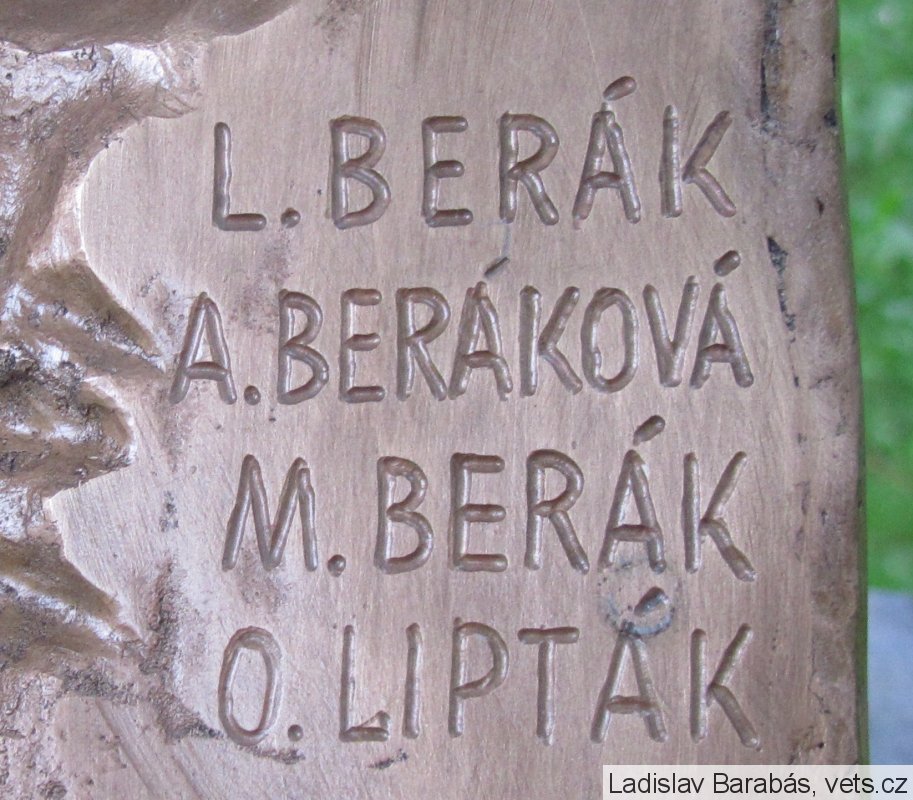 L. BERÁK
A. BERÁKOVÁ
M. BERÁK
O. LIPTÁK
Ladislav Barabás, vets.cz